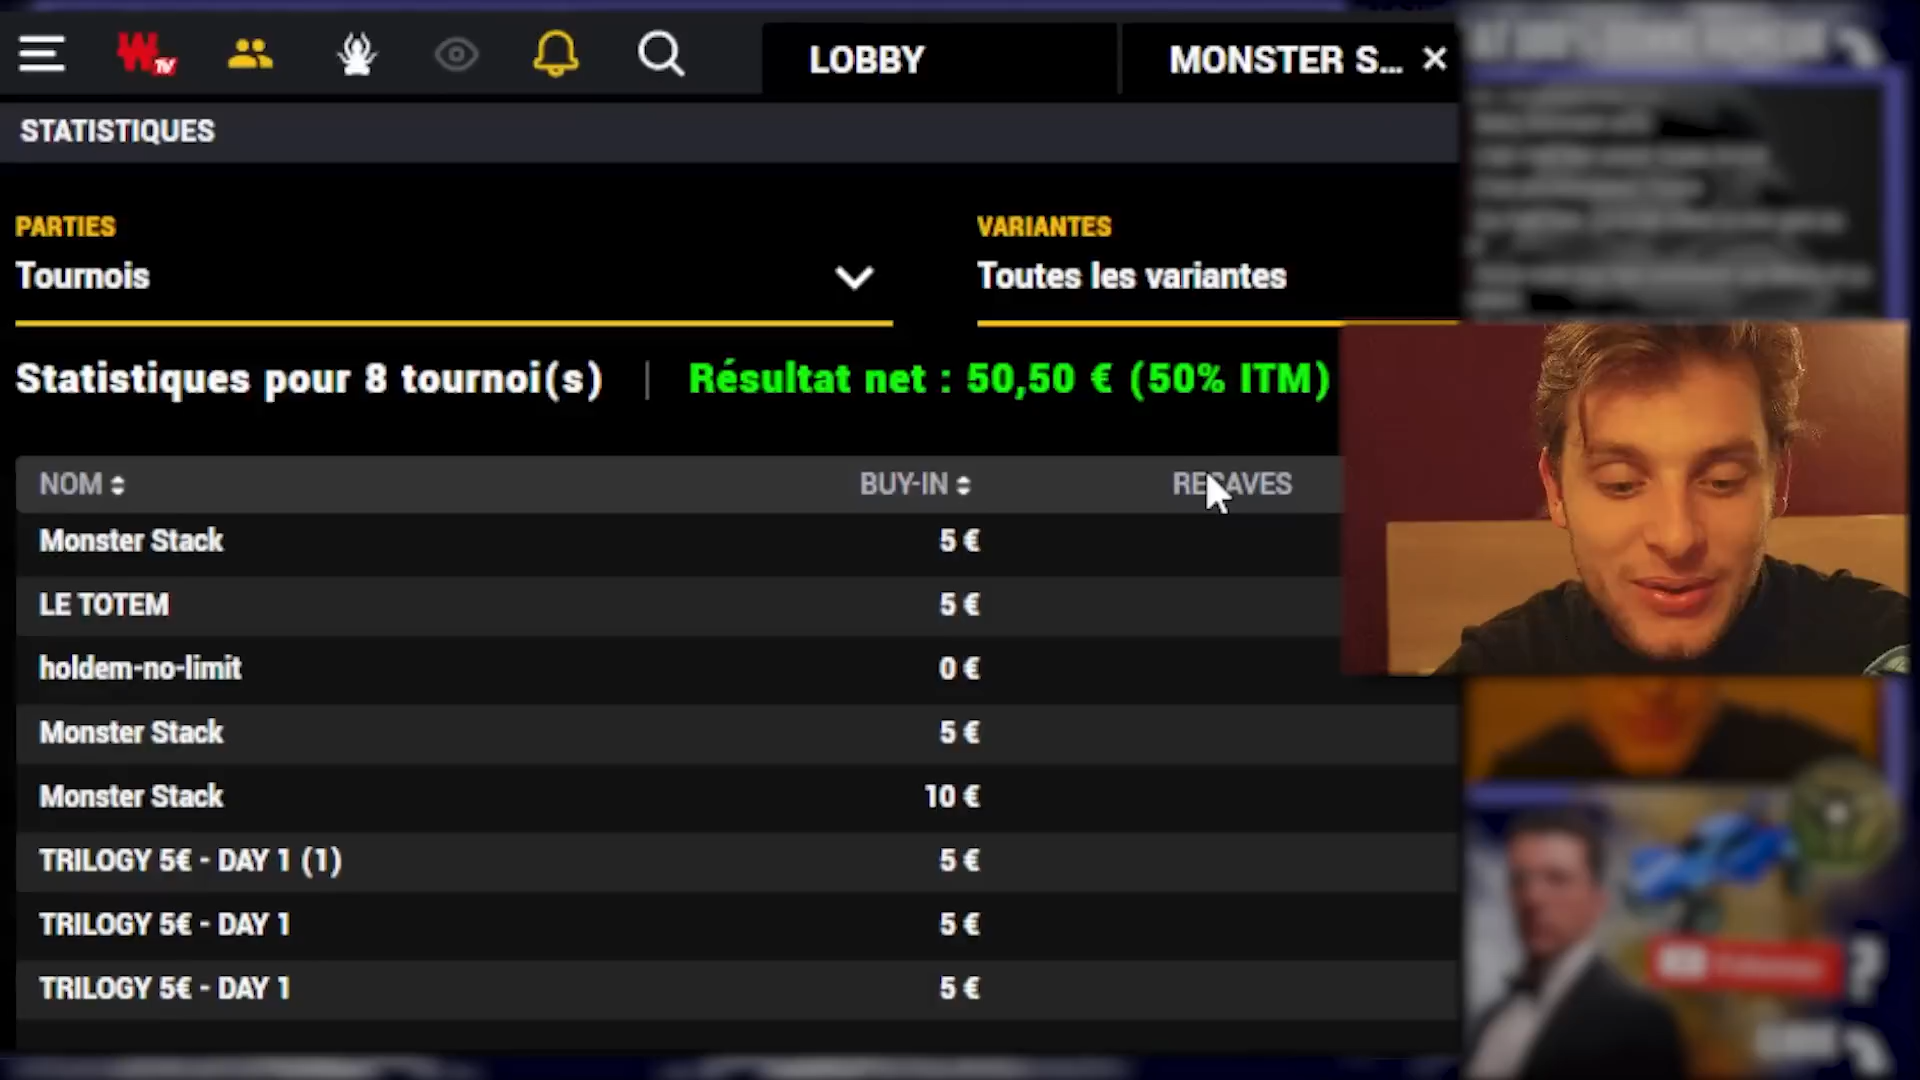 W TV
LOBBY
MONSTER S...
STATISTIQUES
PARTIES
VARIANTES
Tournois
Toutes les variantes
Statistiques pour 8 tournoi(s) | Résultat net : 50,50 € (50% ITM)
NOM BUY-IN RECAVES
Monster Stack 5 €
LE TOTEM 5 €
holdem-no-limit 0 €
Monster Stack 5 €
Monster Stack 10 €
TRILOGY 5€ - DAY 1 (1) 5 €
TRILOGY 5€ - DAY 1 5 €
TRILOGY 5€ - DAY 1 5 €
?